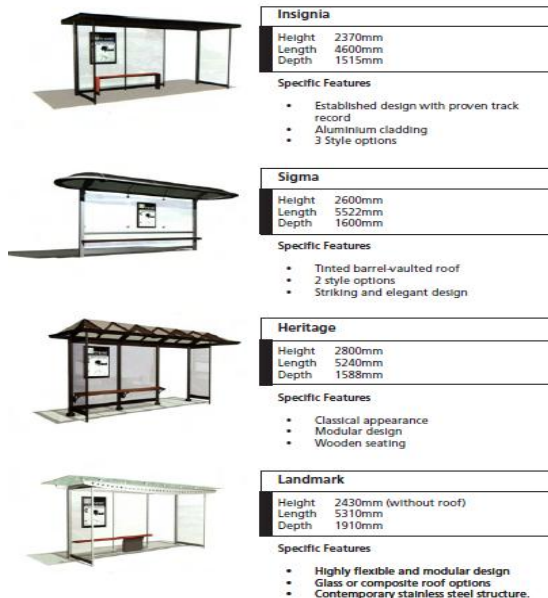 Insignia
Height 2370mm
Length 4600mm
Depth 1515mm
Specific Features
• Established design with proven track
record
• Aluminium cladding
• 3 Style options
Sigma
Height 2600mm
Length 5522mm
Depth 1600mm
Specific Features
• Tinted barrel-vaulted roof
• 2 style options
• Striking and elegant design
Heritage
Height 2800mm
Length 5240mm
Depth 1588mm
Specific Features
• Classical appearance
• Modular design
• Wooden seating
Landmark
Height 2430mm (without roof)
Length 5310mm
Depth 1910mm
Specific Features
• Highly flexible and modular design
• Glass or composite roof options
• Contemporary stainless steel structure.